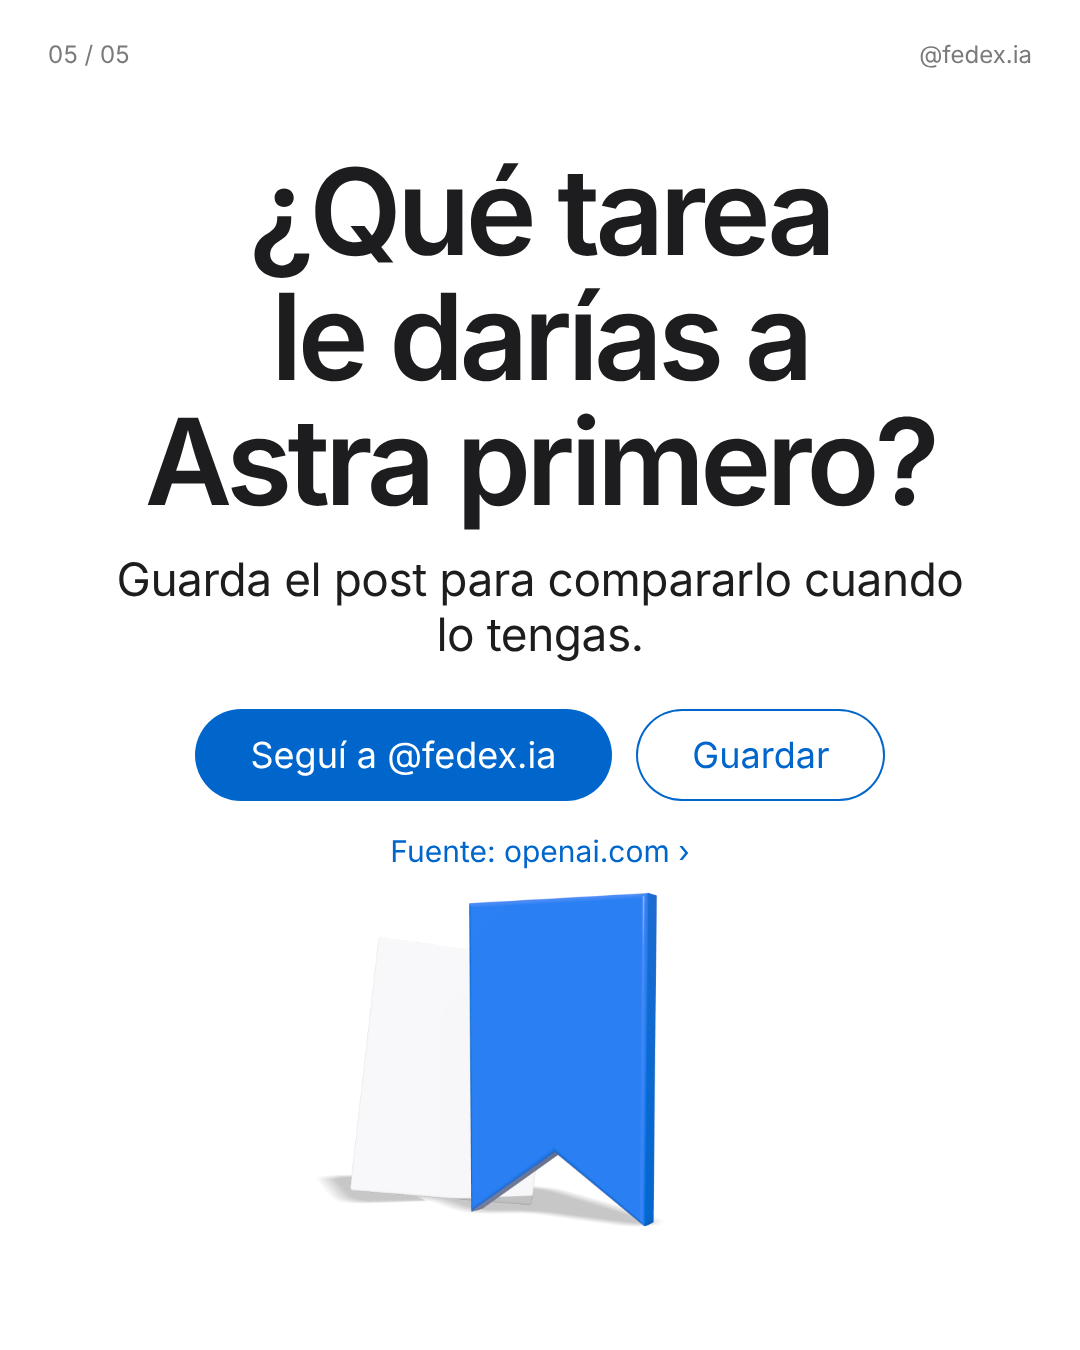 05 / 05
@fedex.ia
¿Qué tarea
le darías a
Astra primero?
Guarda el post para compararlo cuando
lo tengas.
Seguí a @fedex.ia
Guardar
Fuente: openai.com ›